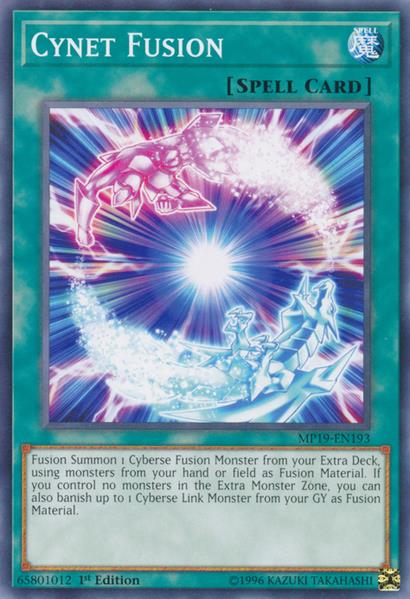 Cynet Fusion
SPELL
魔
[Spell Card]
MP19-EN193
Fusion Summon 1 Cyberse Fusion Monster from your Extra Deck,
using monsters from your hand or field as Fusion Material. If
you control no monsters in the Extra Monster Zone, you can
also banish up to 1 Cyberse Link Monster from your GY as Fusion
Material.
65801012 1st Edition ©1996 KAZUKI TAKAHASHI